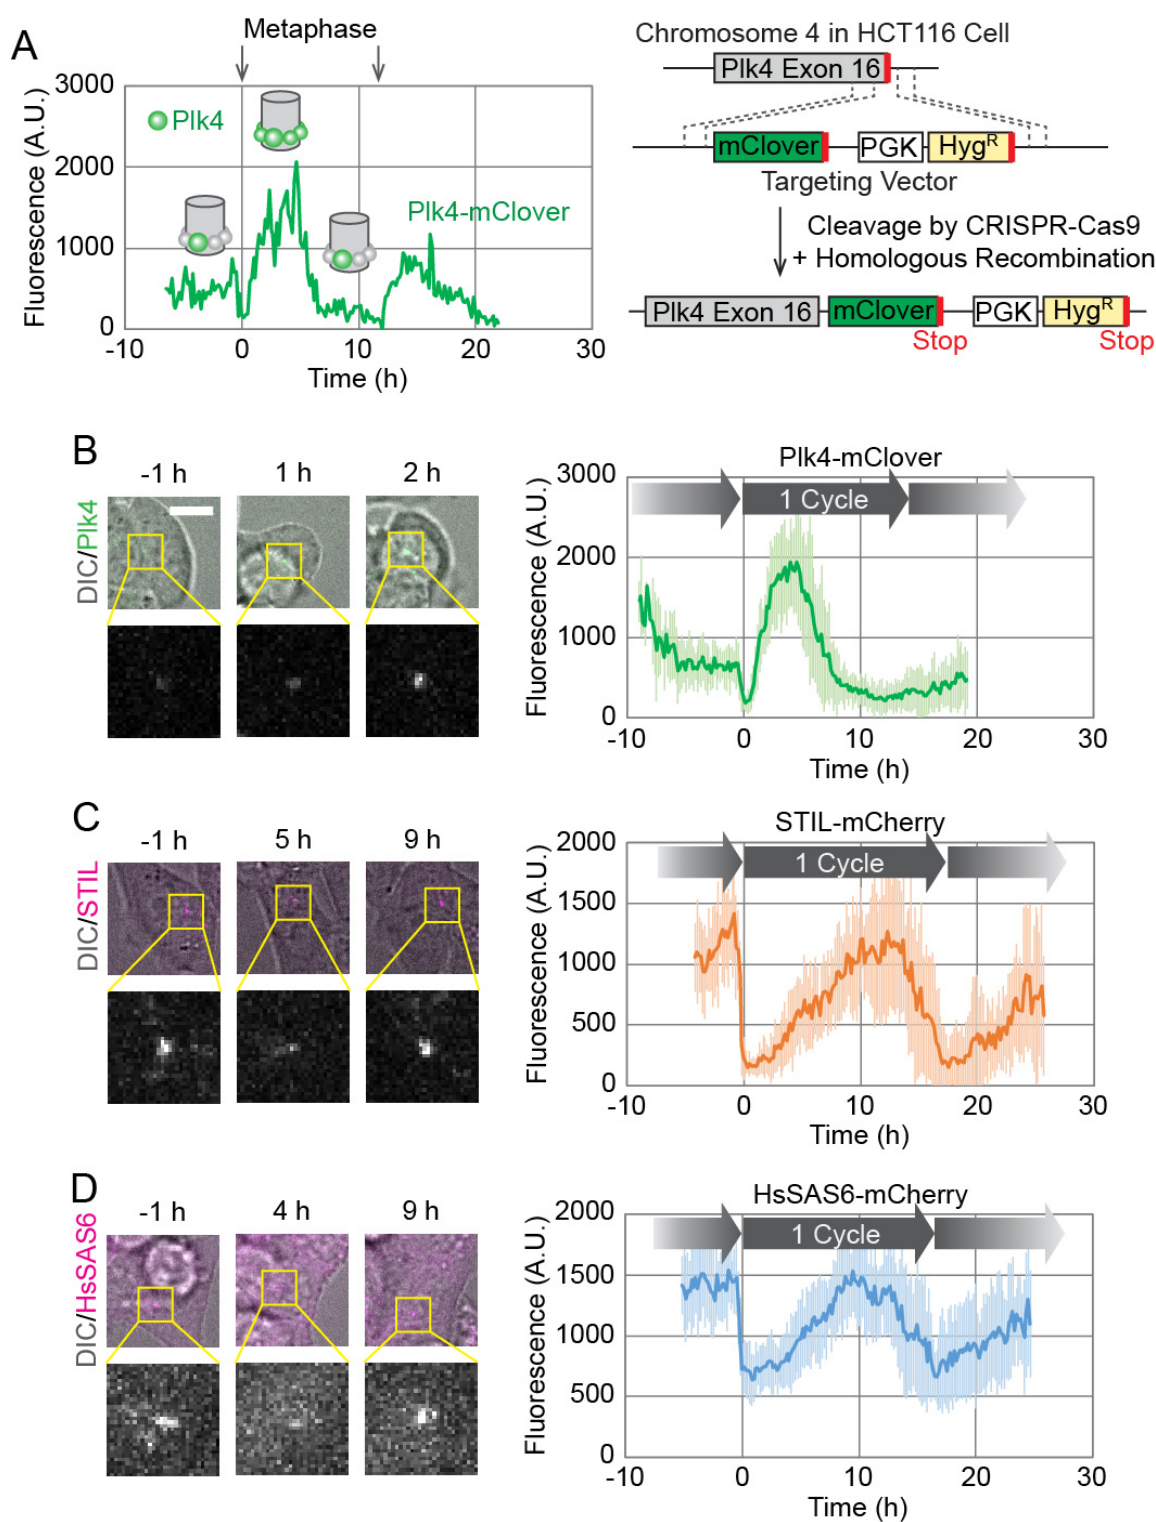 A
Metaphase
Fluorescence (A.U.)
3000
2000
1000
0
Plk4
Plk4-mClover
-10
0
10
20
30
Time (h)
Chromosome 4 in HCT116 Cell
Plk4 Exon 16
mClover
PGK
Hyg^R
Targeting Vector
Cleavage by CRISPR-Cas9
+ Homologous Recombination
Plk4 Exon 16
mClover
PGK
Hyg^R
Stop
Stop
B
-1 h
1 h
2 h
DIC/Plk4
Plk4-mClover
Fluorescence (A.U.)
3000
2000
1000
0
1 Cycle
-10
0
10
20
30
Time (h)
C
-1 h
5 h
9 h
DIC/STIL
STIL-mCherry
Fluorescence (A.U.)
2000
1500
1000
500
0
1 Cycle
-10
0
10
20
30
Time (h)
D
-1 h
4 h
9 h
DIC/HsSAS6
HsSAS6-mCherry
Fluorescence (A.U.)
2000
1500
1000
500
0
1 Cycle
-10
0
10
20
30
Time (h)